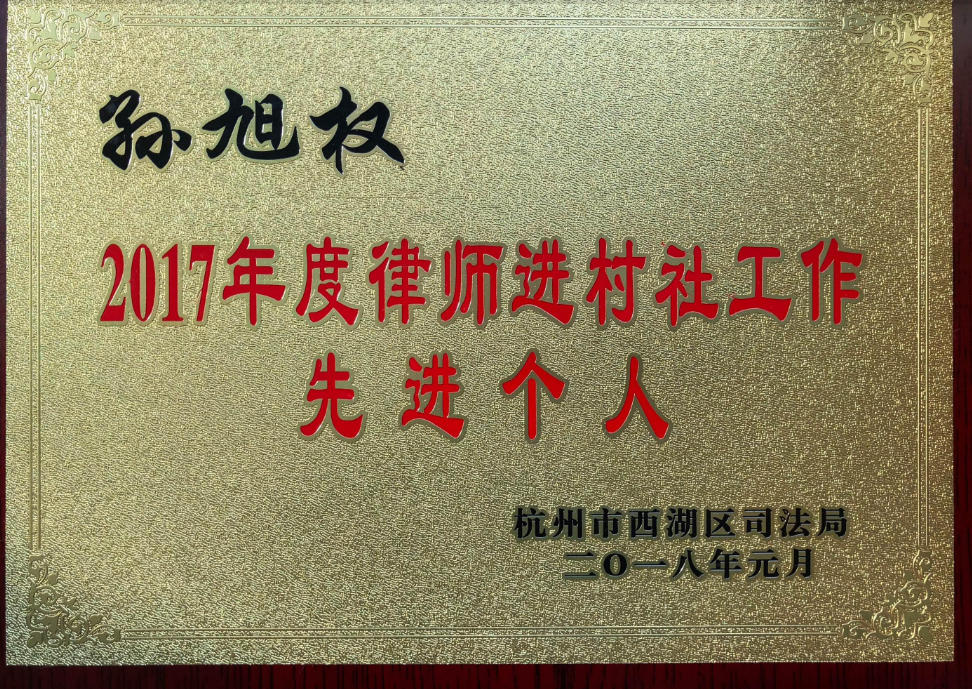 孙旭权
2017年度律师进村社工作
先进个人
杭州市西湖区司法局
二〇一八年元月